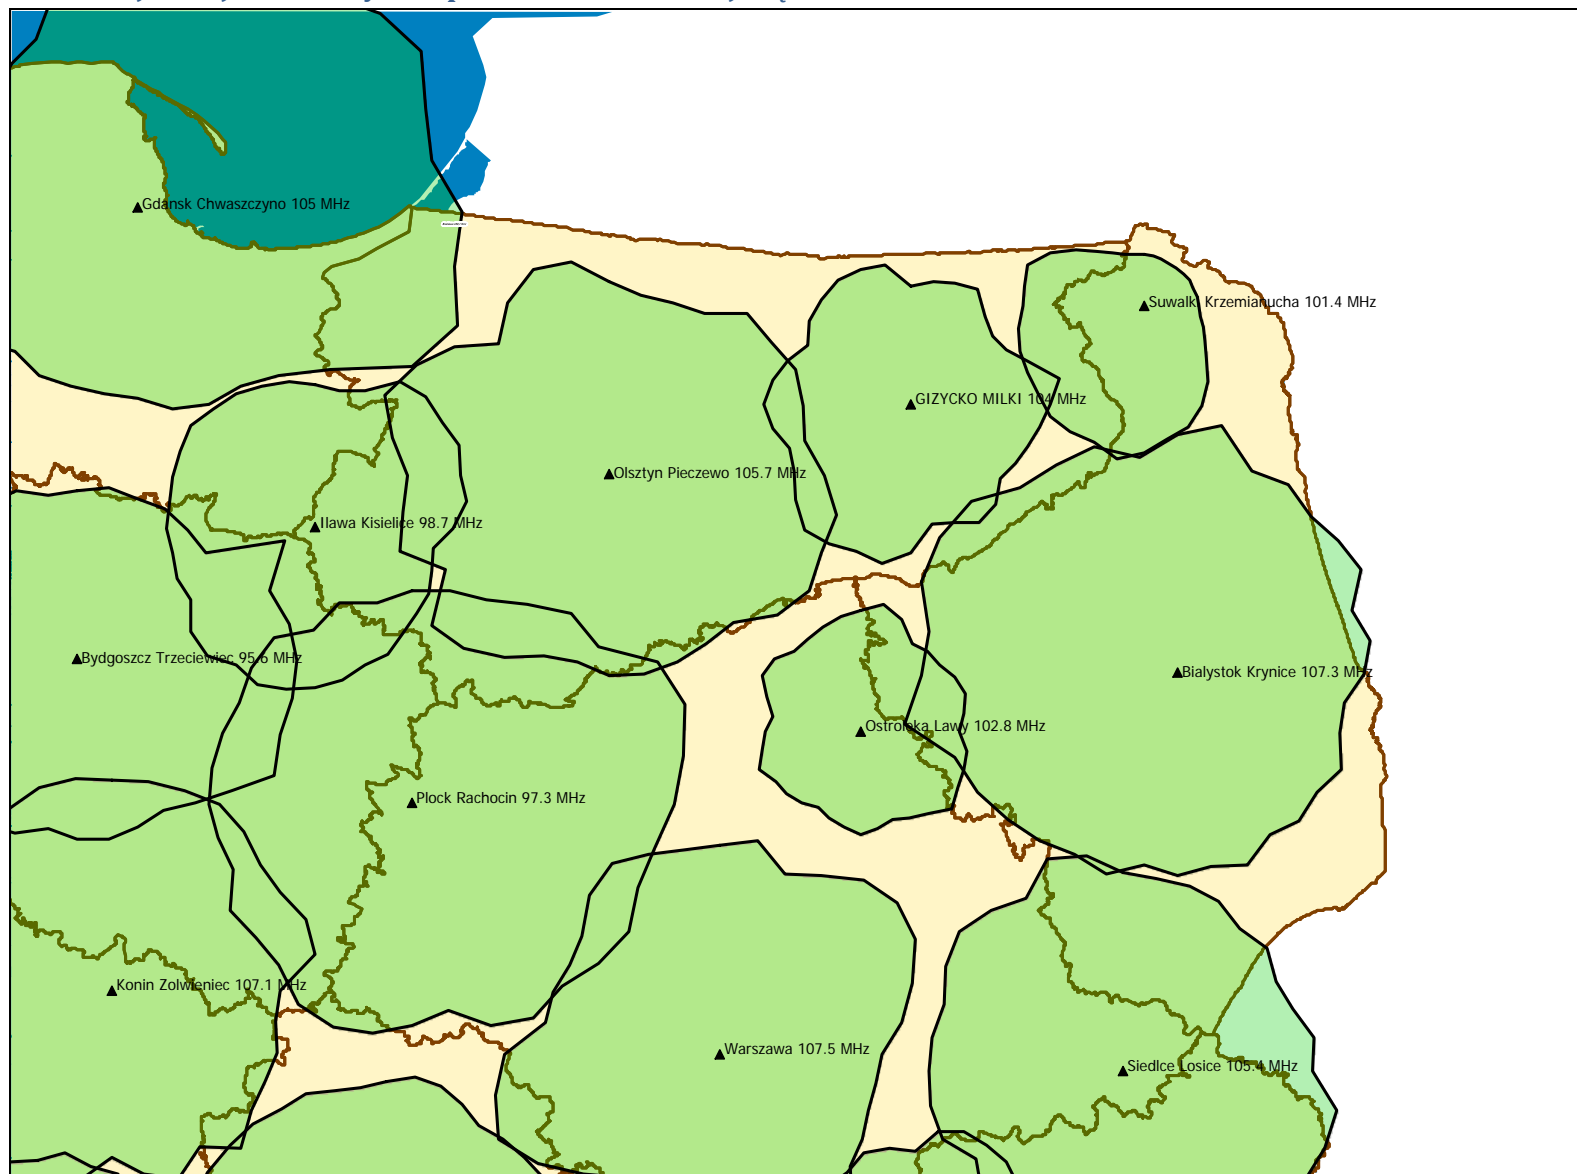 Gdansk Chwaszczyno 105 MHz
Suwalki Krzemianucha 101.4 MHz
GIZYCKO MILKI 104 MHz
Olsztyn Pieczewo 105.7 MHz
Ilawa Kisielice 98.7 MHz
Bydgoszcz Trzeciewiec 95.6 MHz
Bialystok Krynice 107.3 MHz
Ostroleka Lawy 102.8 MHz
Plock Rachocin 97.3 MHz
Konin Zolwieniec 107.1 MHz
Warszawa 107.5 MHz
Siedlce Losice 105.4 MHz